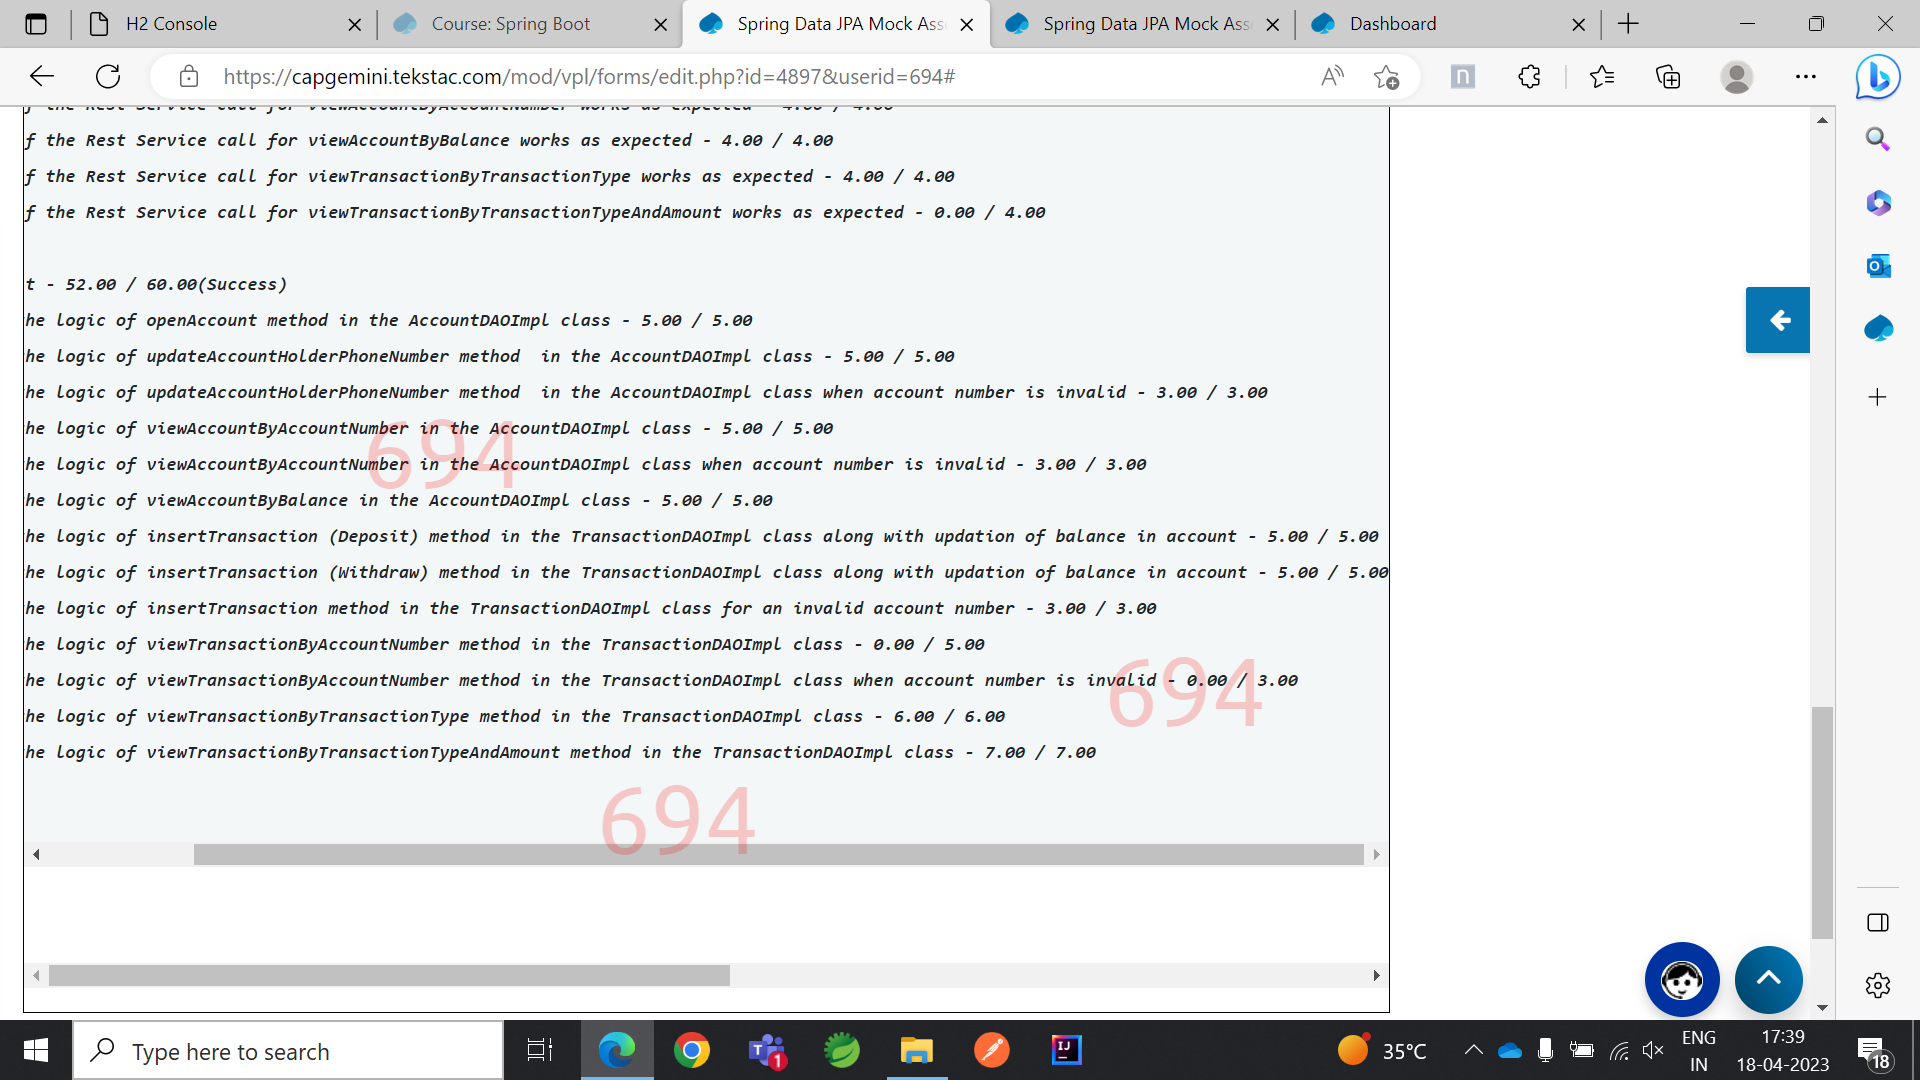 H2 Console
Course: Spring Boot
Spring Data JPA Mock Ass
Spring Data JPA Mock Ass
Dashboard
https://capgemini.tekstac.com/mod/vpl/forms/edit.php?id=4897&userid=694#
f the Rest Service call for viewAccountByAccountNumber works as expected - 4.00 / 4.00
f the Rest Service call for viewAccountByBalance works as expected - 4.00 / 4.00
f the Rest Service call for viewTransactionByTransactionType works as expected - 4.00 / 4.00
f the Rest Service call for viewTransactionByTransactionTypeAndAmount works as expected - 0.00 / 4.00
t - 52.00 / 60.00(Success)
he logic of openAccount method in the AccountDAOImpl class - 5.00 / 5.00
he logic of updateAccountHolderPhoneNumber method  in the AccountDAOImpl class - 5.00 / 5.00
he logic of updateAccountHolderPhoneNumber method  in the AccountDAOImpl class when account number is invalid - 3.00 / 3.00
he logic of viewAccountByAccountNumber in the AccountDAOImpl class - 5.00 / 5.00
he logic of viewAccountByAccountNumber in the AccountDAOImpl class when account number is invalid - 3.00 / 3.00
694
he logic of viewAccountByBalance in the AccountDAOImpl class - 5.00 / 5.00
he logic of insertTransaction (Deposit) method in the TransactionDAOImpl class along with updation of balance in account - 5.00 / 5.00
he logic of insertTransaction (Withdraw) method in the TransactionDAOImpl class along with updation of balance in account - 5.00 / 5.00
he logic of insertTransaction method in the TransactionDAOImpl class for an invalid account number - 3.00 / 3.00
he logic of viewTransactionByAccountNumber method in the TransactionDAOImpl class - 0.00 / 5.00
he logic of viewTransactionByAccountNumber method in the TransactionDAOImpl class when account number is invalid - 0.00 / 3.00
694
he logic of viewTransactionByTransactionType method in the TransactionDAOImpl class - 6.00 / 6.00
he logic of viewTransactionByTransactionTypeAndAmount method in the TransactionDAOImpl class - 7.00 / 7.00
694
Type here to search
1
35°C
ENG
IN
17:39
18-04-2023
18